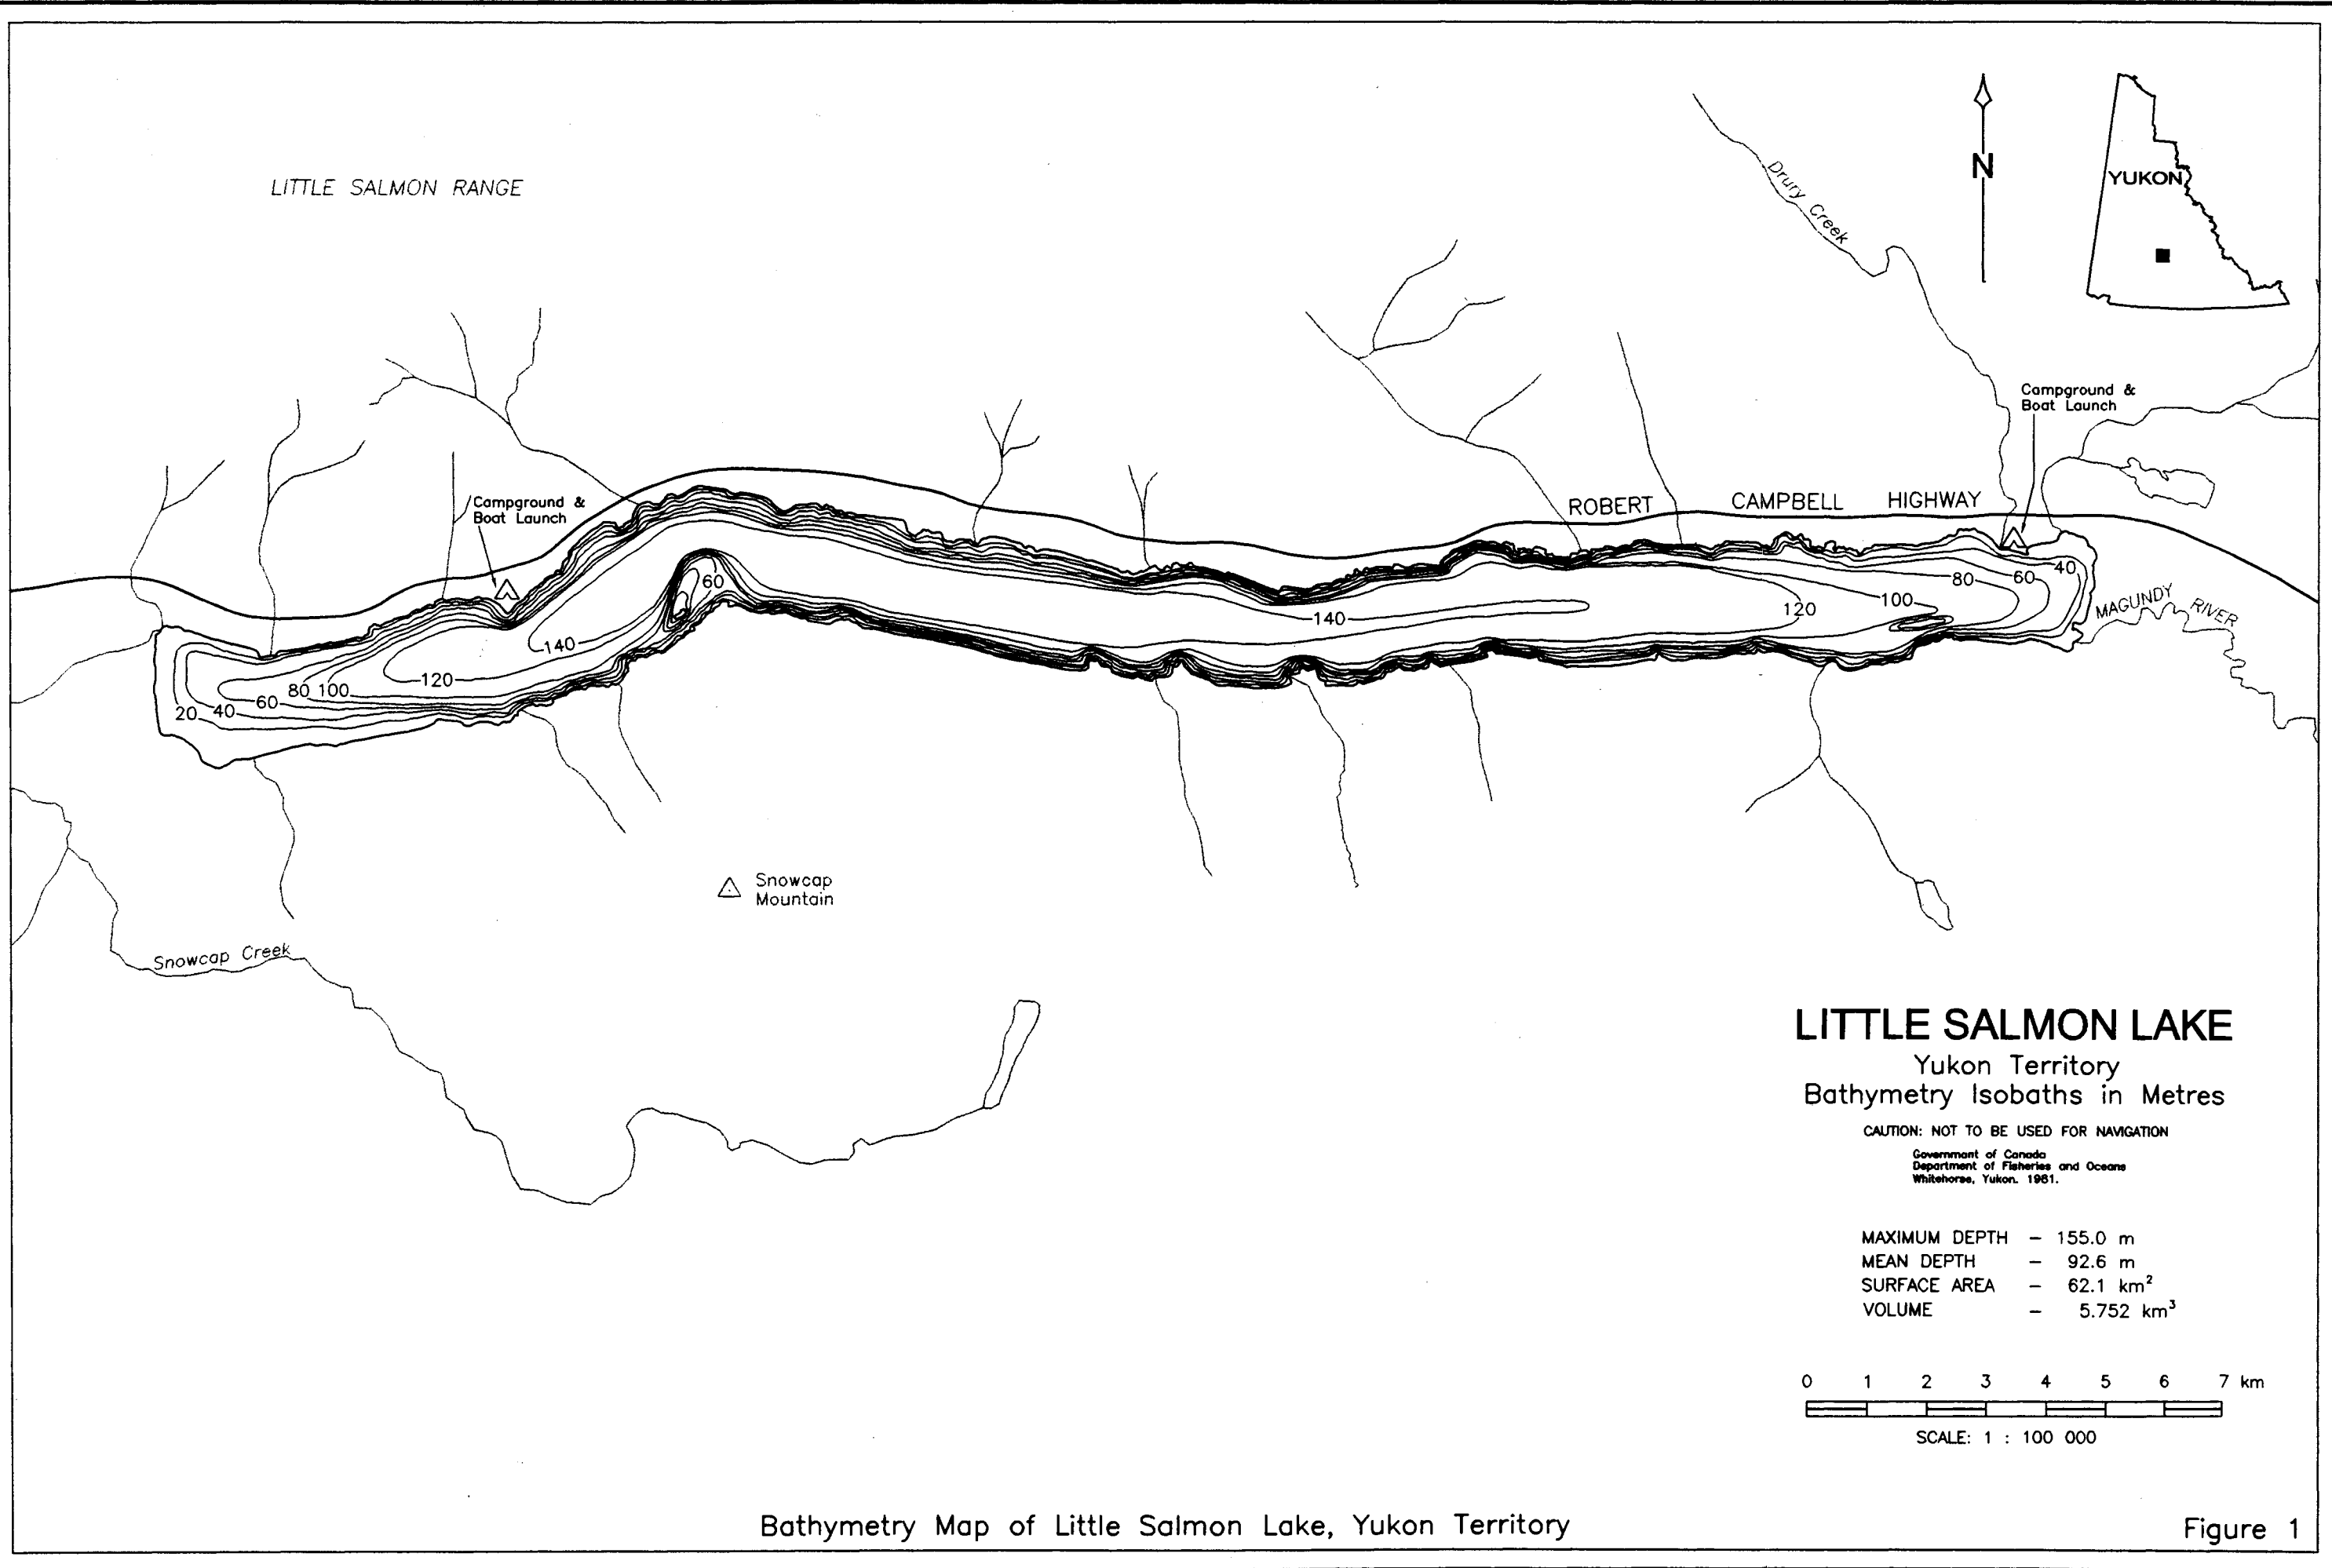 LITTLE SALMON RANGE
Drury Creek
N
YUKON
Campground &
Boat Launch
Campground &
Boat Launch
ROBERT CAMPBELL HIGHWAY
MAGUNDY RIVER
20
40
60
80
100
120
140
60
140
120
100
80
60
40
Snowcap
Mountain
Snowcap Creek
LITTLE SALMON LAKE
Yukon Territory
Bathymetry Isobaths in Metres
CAUTION: NOT TO BE USED FOR NAVIGATION
Government of Canada
Department of Fisheries and Oceans
Whitehorse, Yukon. 1981.
MAXIMUM DEPTH – 155.0 m
MEAN DEPTH – 92.6 m
SURFACE AREA – 62.1 km²
VOLUME – 5.752 km³
0 1 2 3 4 5 6 7 km
SCALE: 1 : 100 000
Bathymetry Map of Little Salmon Lake, Yukon Territory
Figure 1